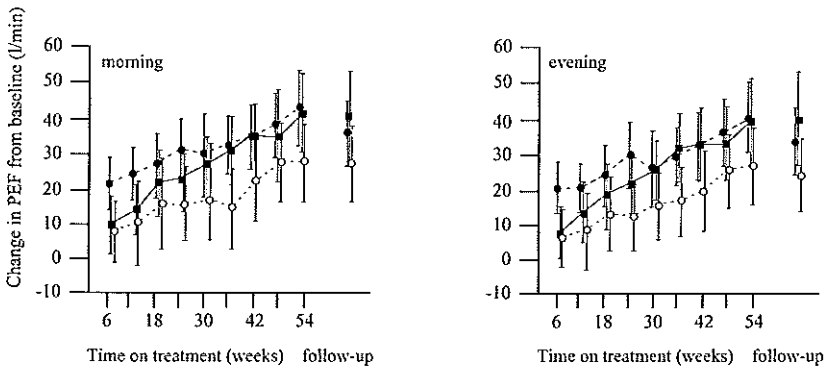 Change in PEF from baseline (l/min)
60
50
40
30
20
10
0
-10
morning
6 18 30 42 54
Time on treatment (weeks) follow-up
60
50
40
30
20
10
0
-10
evening
6 18 30 42 54
Time on treatment (weeks) follow-up